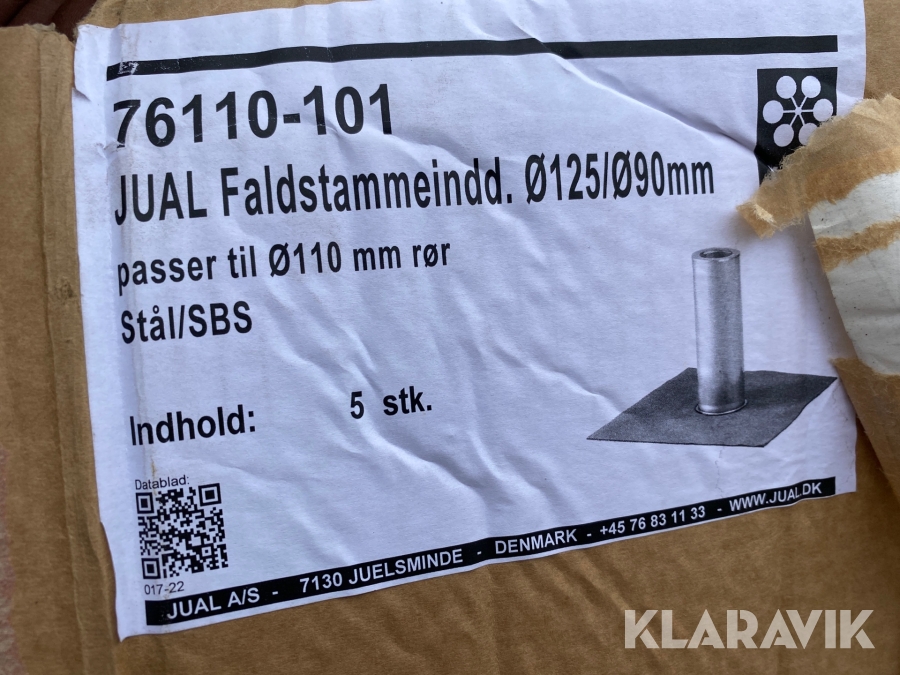 76110-101
JUAL Faldstammeindd. Ø125/Ø90mm
passer til Ø110 mm rør
Stål/SBS
Indhold: 5 stk.
Datablad:
017-22
JUAL A/S - 7130 JUELSMINDE - DENMARK - +45 76 83 11 33 - WWW.JUAL.DK
KLARAVIK